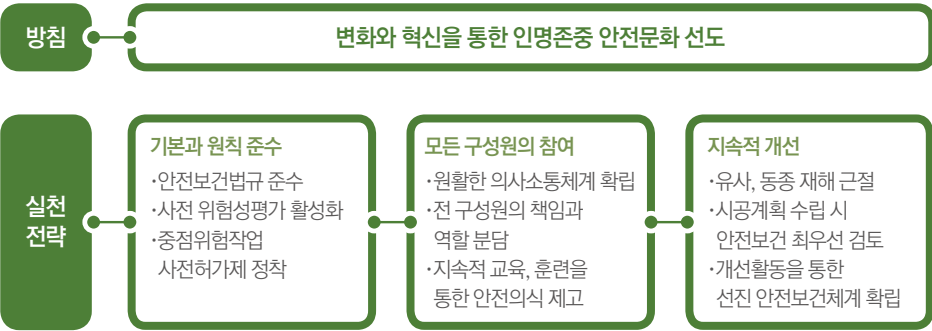 방침
변화와 혁신을 통한 인명존중 안전문화 선도
실천
전략
기본과 원칙 준수
·안전보건법규 준수
·사전 위험성평가 활성화
·중점위험작업
사전허가제 정착
모든 구성원의 참여
·원활한 의사소통체계 확립
·전 구성원의 책임과
역할 분담
·지속적 교육, 훈련을
통한 안전의식 제고
지속적 개선
·유사, 동종 재해 근절
·시공계획 수립 시
안전보건 최우선 검토
·개선활동을 통한
선진 안전보건체계 확립